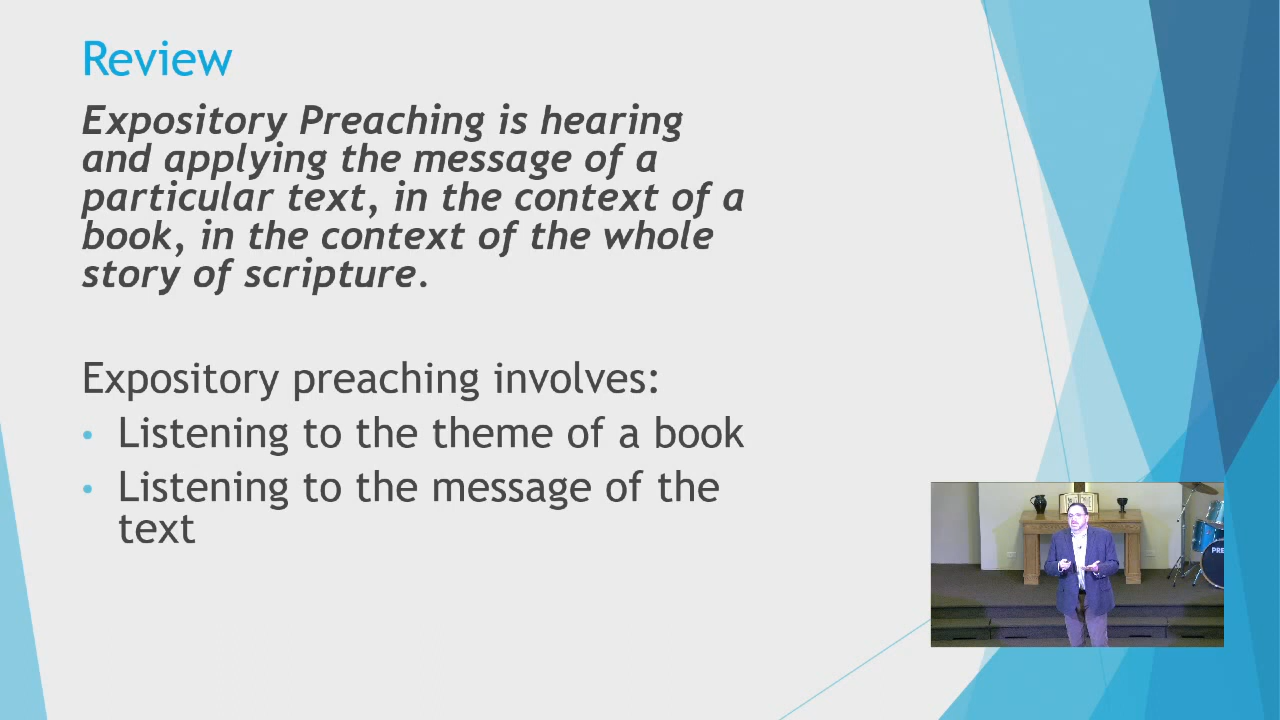 Review
Expository Preaching is hearing
and applying the message of a
particular text, in the context of a
book, in the context of the whole
story of scripture.
Expository preaching involves:
• Listening to the theme of a book
• Listening to the message of the
text